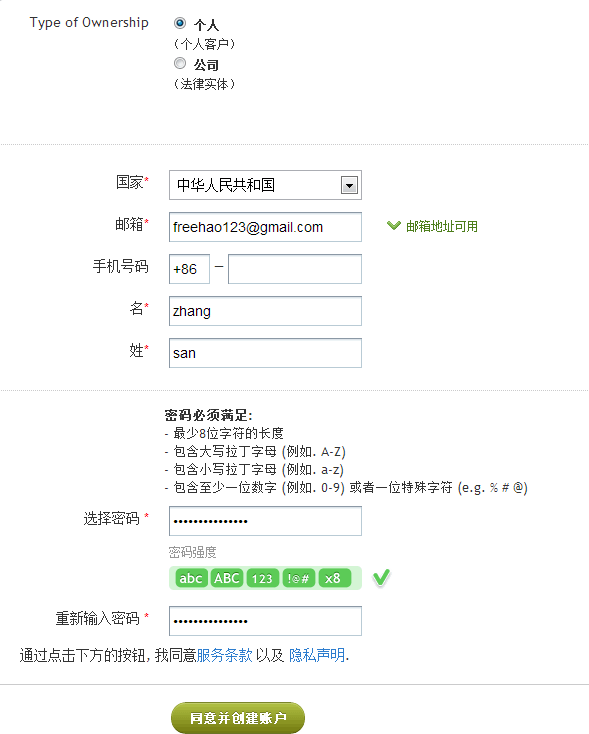 Type of Ownership
个人
(个人客户)
公司
(法律实体)
国家* 中华人民共和国
邮箱* freehao123@gmail.com 邮箱地址可用
手机号码 +86 –
名* zhang
姓* san
密码必须满足:
- 最少8位字符的长度
- 包含大写拉丁字母 (例如. A-Z)
- 包含小写拉丁字母 (例如. a-z)
- 包含至少一位数字 (例如. 0-9) 或者一位特殊字符 (e.g. % # @)
选择密码 * •••••••••••••••
密码强度
abc ABC 123 !@# x8
重新输入密码 * •••••••••••••••
通过点击下方的按钮, 我同意服务条款 以及 隐私声明.
同意并创建账户